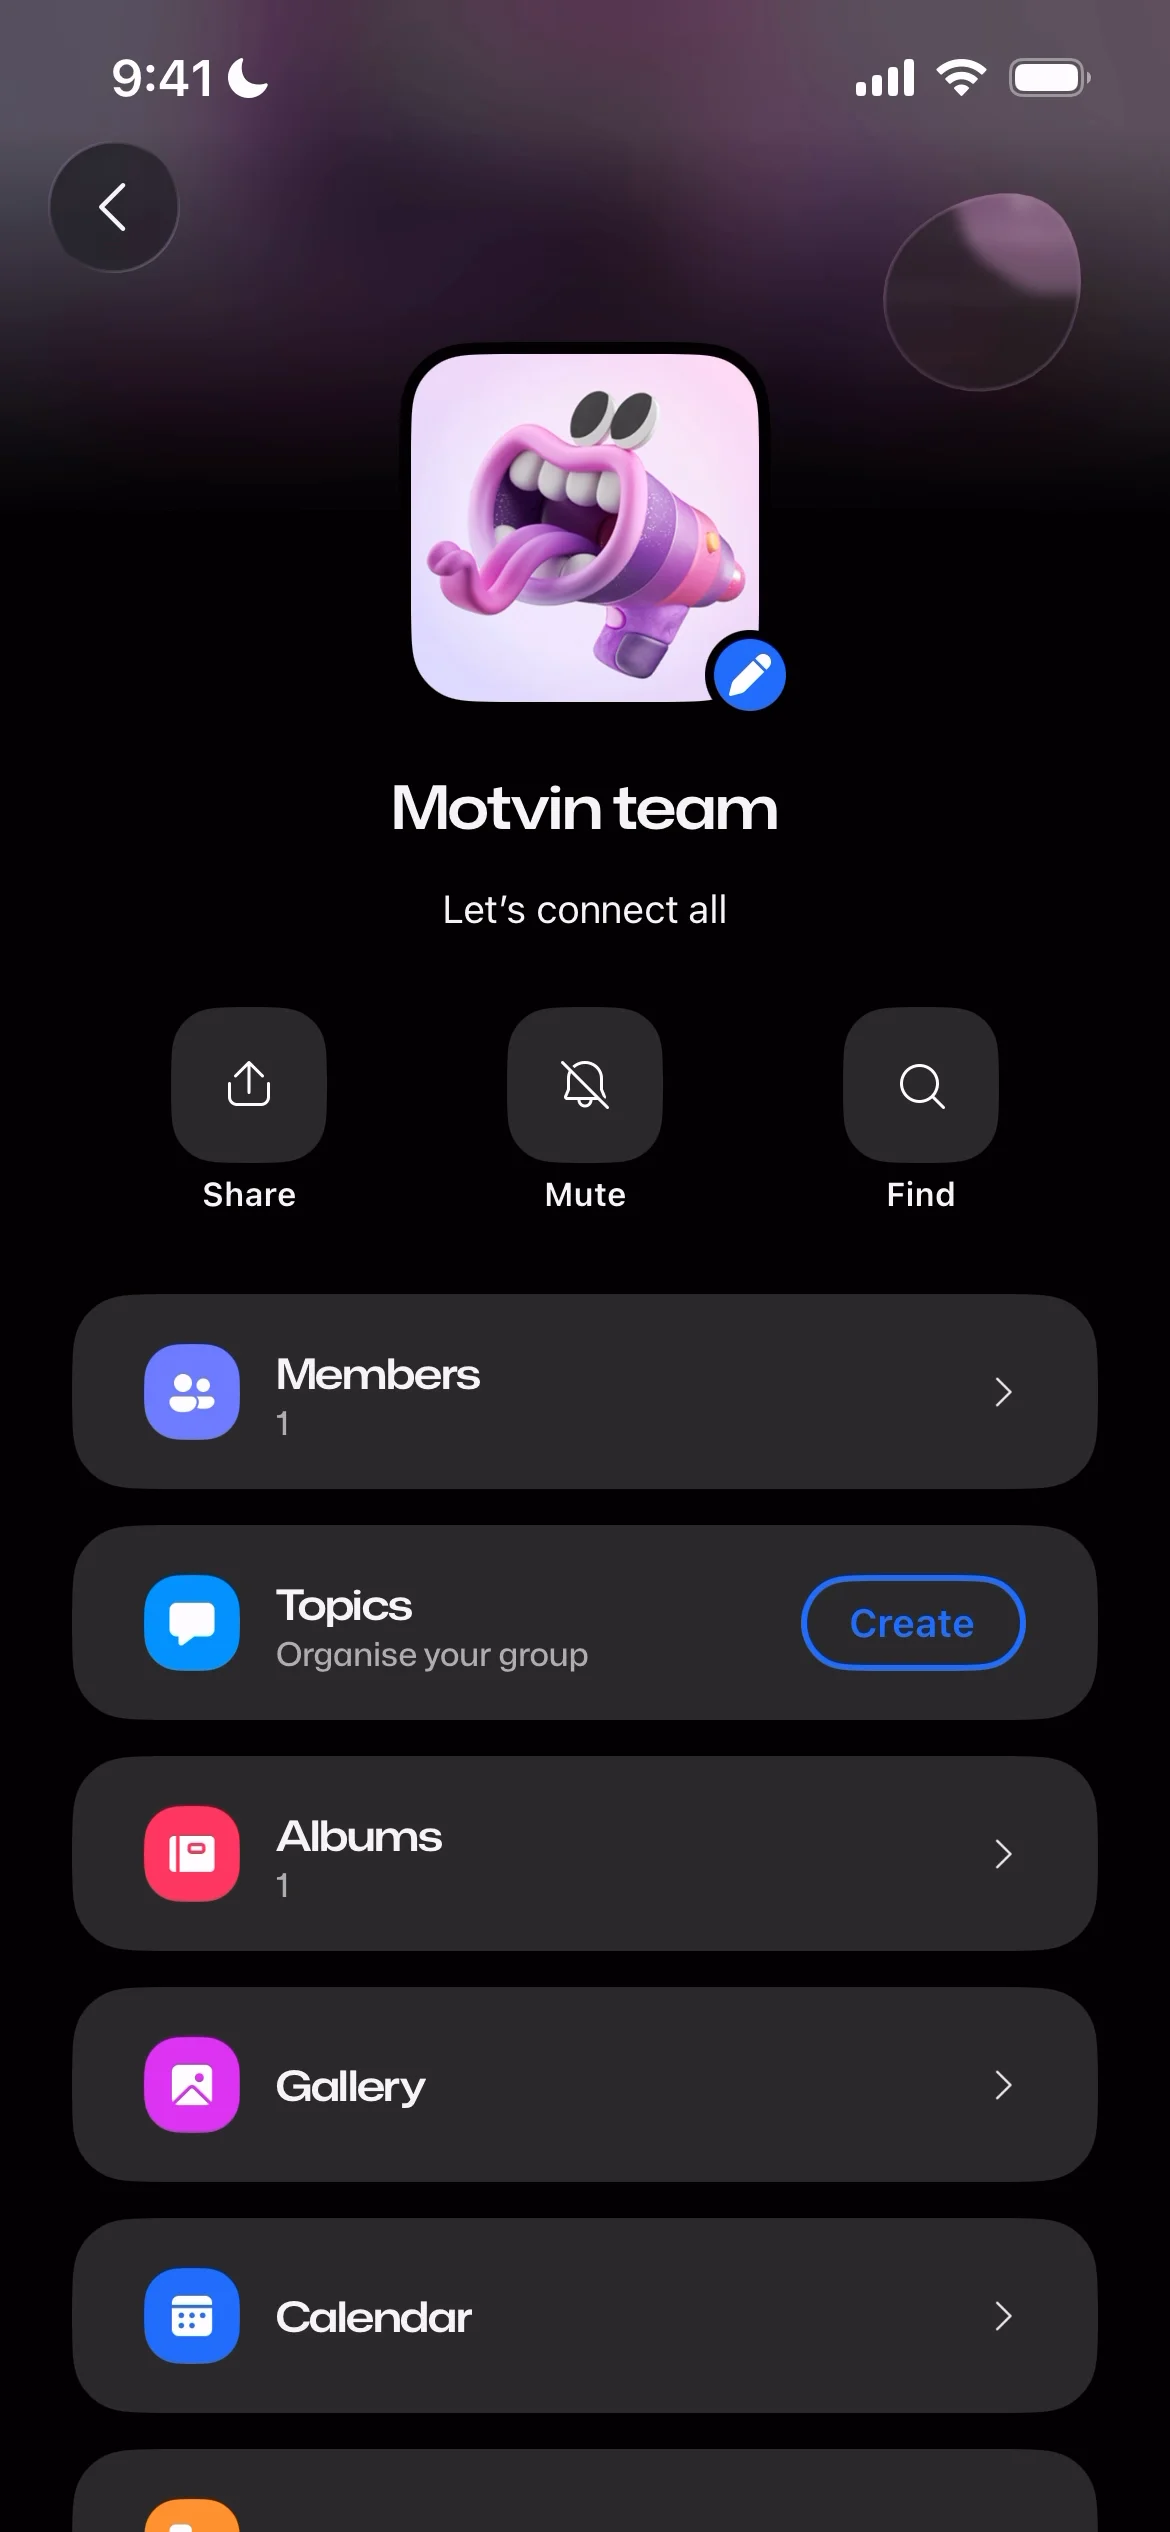 9:41
Motvin team
Let's connect all
Share
Mute
Find
Members
1
Topics
Organise your group
Create
Albums
1
Gallery
Calendar